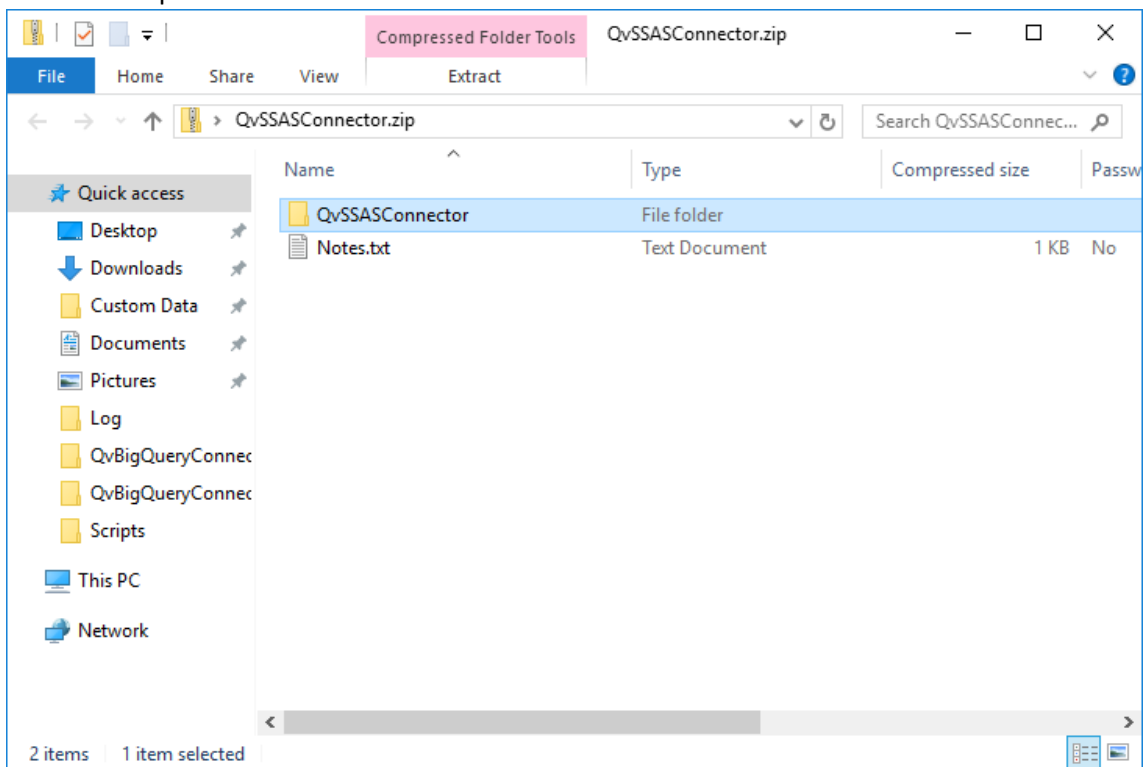 Compressed Folder Tools QvSSASConnector.zip
File Home Share View Extract
QvSSASConnector.zip Search QvSSASConnec...
Name Type Compressed size Passw
Quick access
QvSSASConnector File folder
Desktop
Notes.txt Text Document 1 KB No
Downloads
Custom Data
Documents
Pictures
Log
QvBigQueryConnec
QvBigQueryConnec
Scripts
This PC
Network
2 items 1 item selected